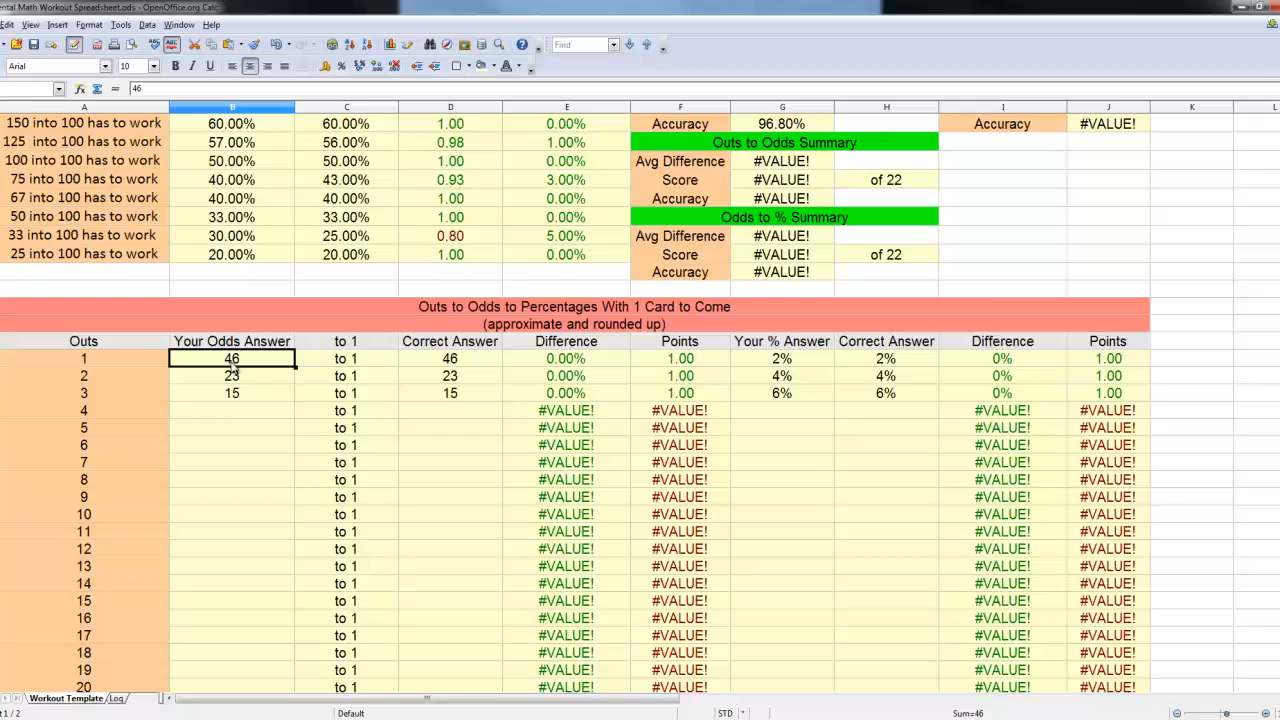 ental Math Workout Spreadsheet.ods - OpenOffice.org Calc
Edit View Insert Format Tools Data Window Help
Find
Arial 10 B I U
46
A B C D E F G H I J K L
150 into 100 has to work 60.00% 60.00% 1.00 0.00% Accuracy 96.80% Accuracy #VALUE!
125 into 100 has to work 57.00% 56.00% 0.98 1.00% Outs to Odds Summary
100 into 100 has to work 50.00% 50.00% 1.00 0.00% Avg Difference #VALUE!
75 into 100 has to work 40.00% 43.00% 0.93 3.00% Score #VALUE! of 22
67 into 100 has to work 40.00% 40.00% 1.00 0.00% Accuracy #VALUE!
50 into 100 has to work 33.00% 33.00% 1.00 0.00% Odds to % Summary
33 into 100 has to work 30.00% 25.00% 0.80 5.00% Avg Difference #VALUE!
25 into 100 has to work 20.00% 20.00% 1.00 0.00% Score #VALUE! of 22
Accuracy #VALUE!
Outs to Odds to Percentages With 1 Card to Come
(approximate and rounded up)
Outs Your Odds Answer to 1 Correct Answer Difference Points Your % Answer Correct Answer Difference Points
1 46 to 1 46 0.00% 1.00 2% 2% 0% 1.00
2 23 to 1 23 0.00% 1.00 4% 4% 0% 1.00
3 15 to 1 15 0.00% 1.00 6% 6% 0% 1.00
4 to 1 #VALUE! #VALUE! #VALUE! #VALUE!
5 to 1 #VALUE! #VALUE! #VALUE! #VALUE!
6 to 1 #VALUE! #VALUE! #VALUE! #VALUE!
7 to 1 #VALUE! #VALUE! #VALUE! #VALUE!
8 to 1 #VALUE! #VALUE! #VALUE! #VALUE!
9 to 1 #VALUE! #VALUE! #VALUE! #VALUE!
10 to 1 #VALUE! #VALUE! #VALUE! #VALUE!
11 to 1 #VALUE! #VALUE! #VALUE! #VALUE!
12 to 1 #VALUE! #VALUE! #VALUE! #VALUE!
13 to 1 #VALUE! #VALUE! #VALUE! #VALUE!
14 to 1 #VALUE! #VALUE! #VALUE! #VALUE!
15 to 1 #VALUE! #VALUE! #VALUE! #VALUE!
16 to 1 #VALUE! #VALUE! #VALUE! #VALUE!
17 to 1 #VALUE! #VALUE! #VALUE! #VALUE!
18 to 1 #VALUE! #VALUE! #VALUE! #VALUE!
19 to 1 #VALUE! #VALUE! #VALUE! #VALUE!
20 to 1 #VALUE! #VALUE! #VALUE! #VALUE!
Workout Template Log
t 1 / 2 Default STD * Sum=46